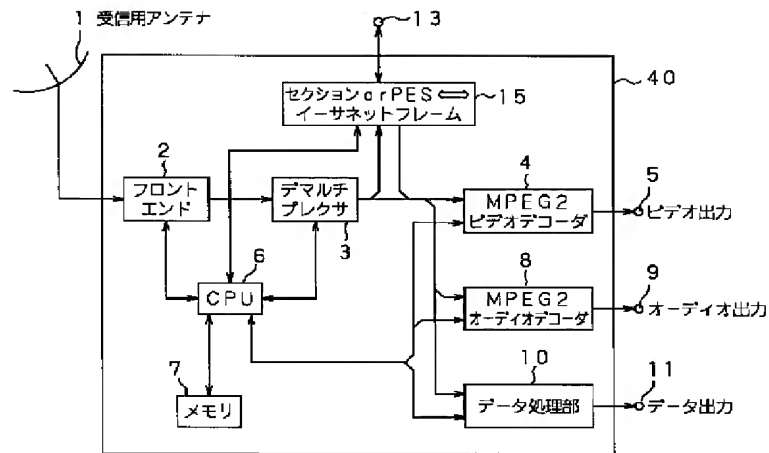 1 受信用アンテナ
13
40
セクションorPES⇔
イーサネットフレーム
15
2
フロント
エンド
デマルチ
プレクサ
3
4
MPEG2
ビデオデコーダ
5
ビデオ出力
6
CPU
8
MPEG2
オーディオデコーダ
9
オーディオ出力
7
メモリ
10
データ処理部
11
データ出力